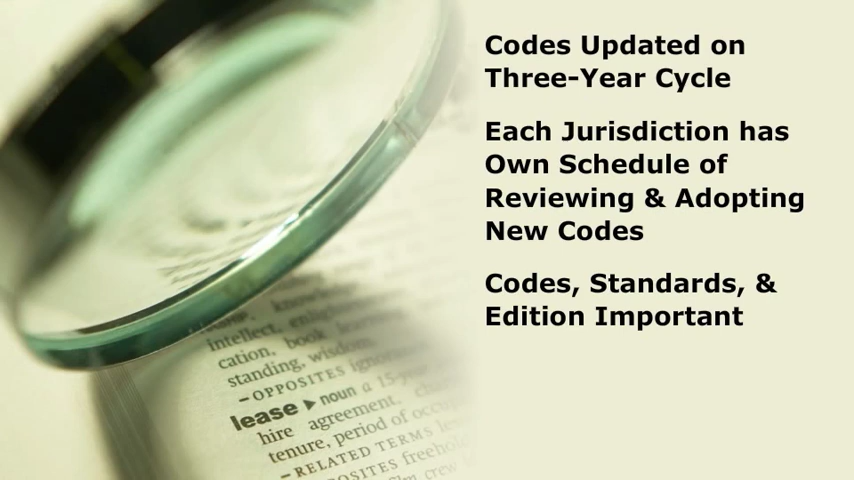 Codes Updated on
Three-Year Cycle
Each Jurisdiction has
Own Schedule of
Reviewing & Adopting
New Codes
Codes, Standards, &
Edition Important
intellect,
cation, book
standing, wisdom.
–OPPOSITES
lease ▶ noun a 15-
hire agreement,
tenure, period of
–RELATED TERMS